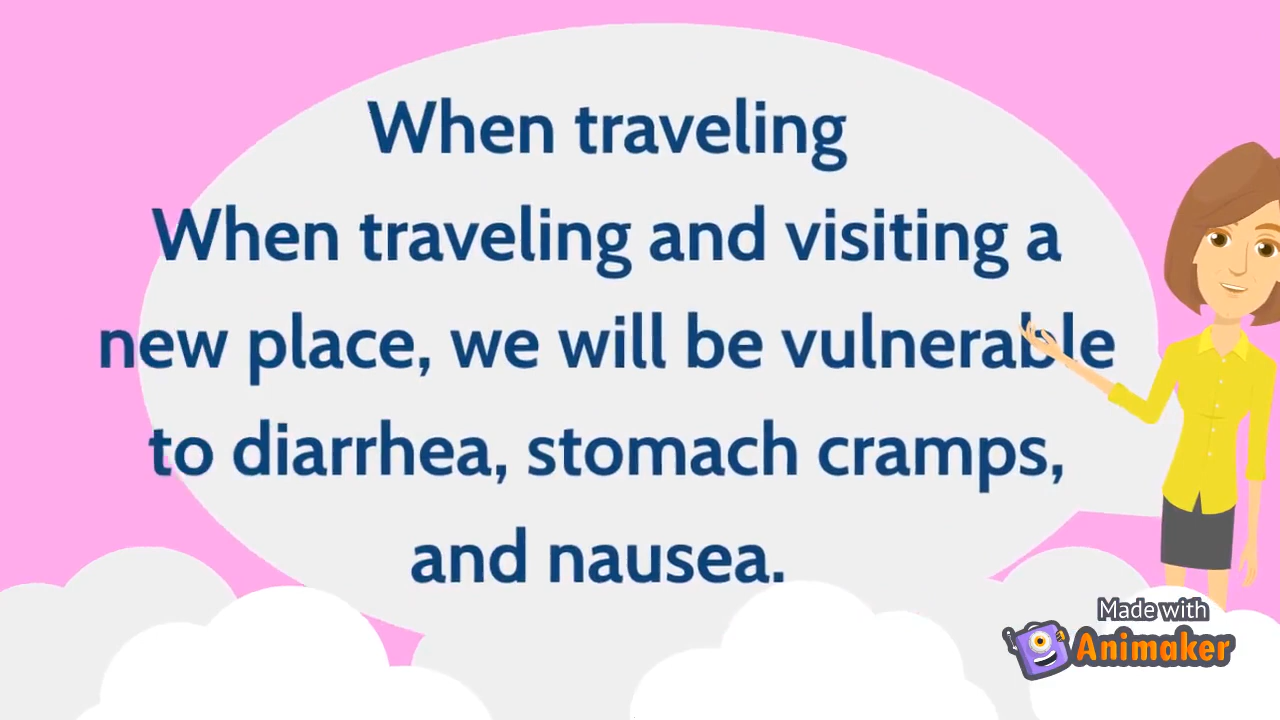 When traveling
When traveling and visiting a
new place, we will be vulnerable
to diarrhea, stomach cramps,
and nausea.
Made with
Animaker